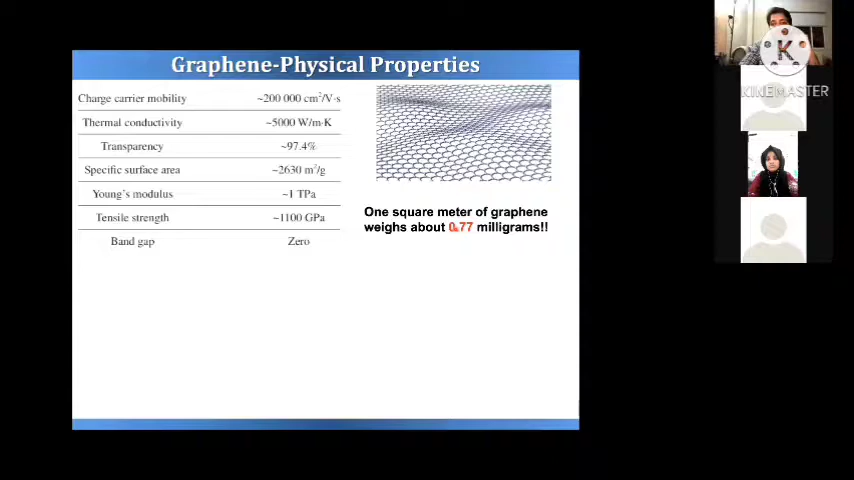 Graphene-Physical Properties
Charge carrier mobility ~200 000 cm²/V·s
Thermal conductivity ~5000 W/m·K
Transparency ~97.4%
Specific surface area ~2630 m²/g
Young's modulus ~1 TPa
Tensile strength ~1100 GPa
Band gap Zero
One square meter of graphene
weighs about 0.77 milligrams!!
K
KINEMASTER